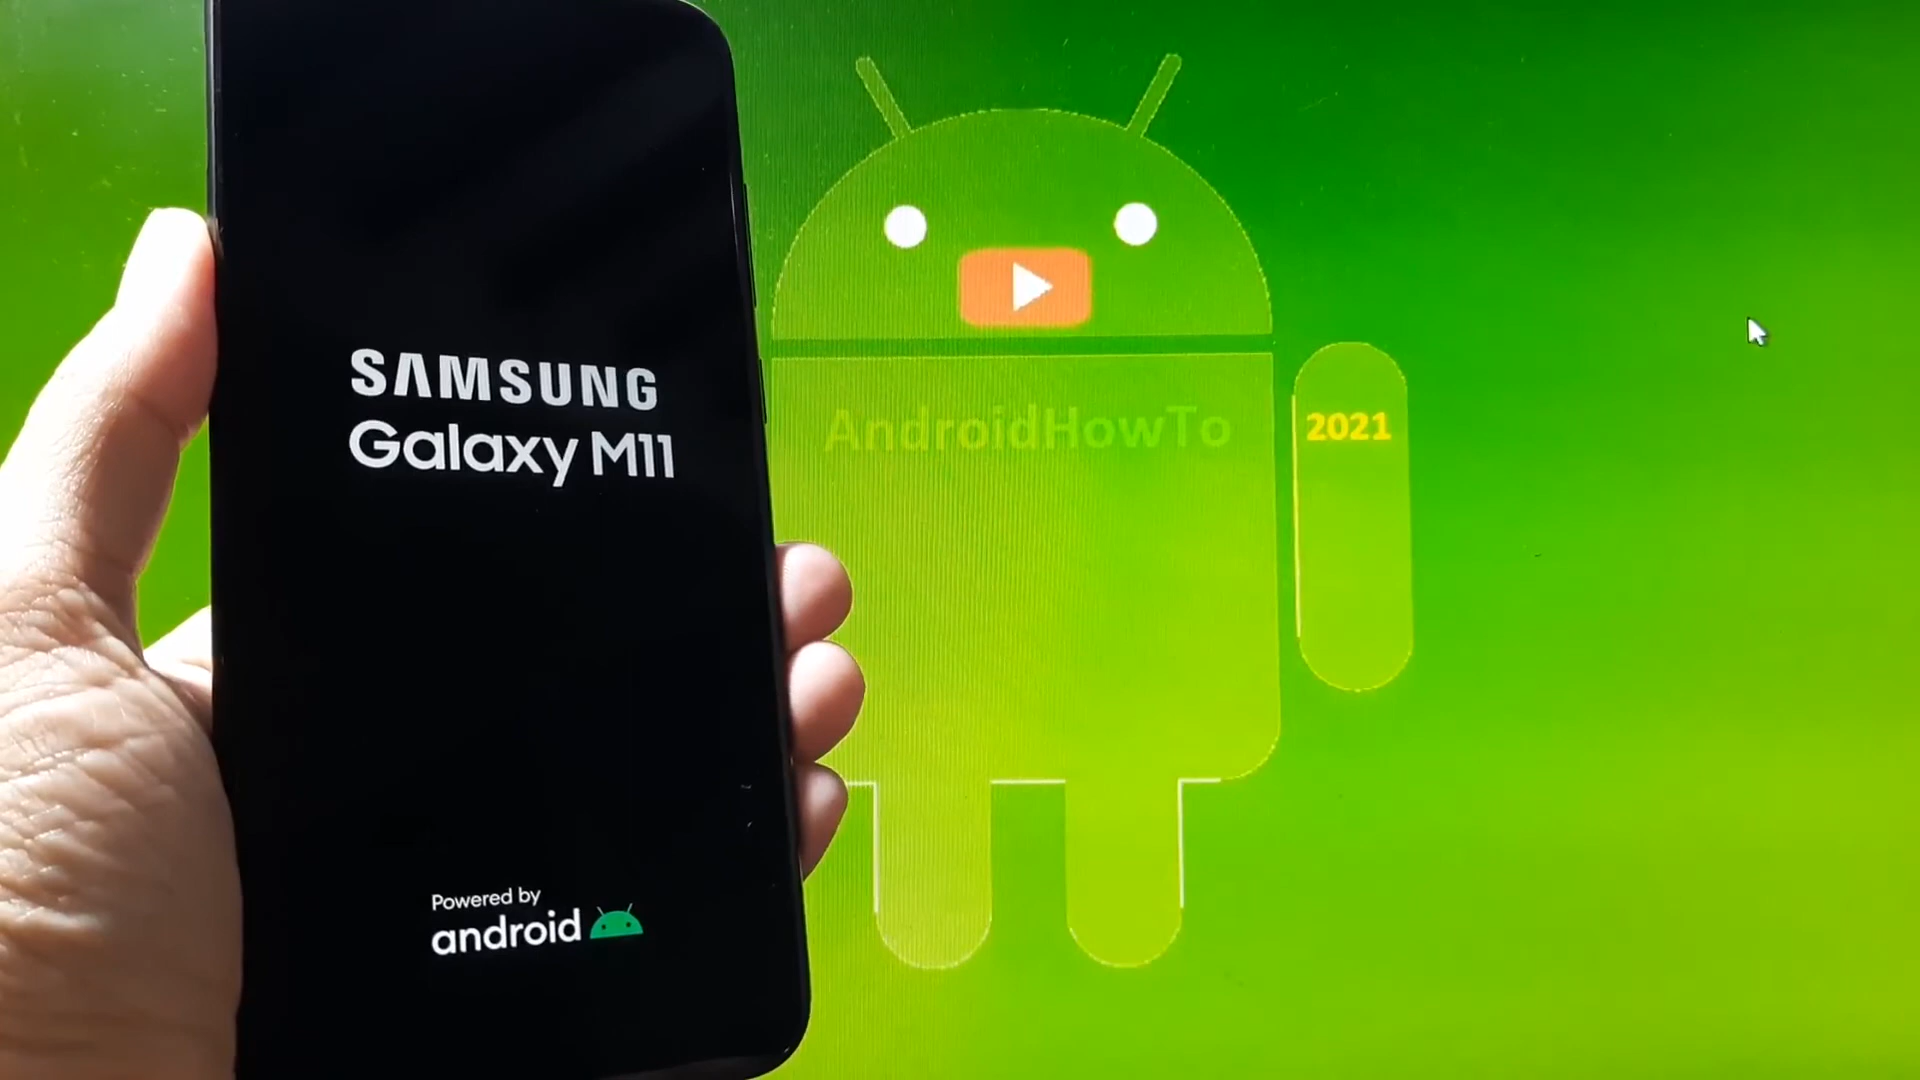 SAMSUNG
Galaxy M11
Powered by
android
AndroidHowTo
2021